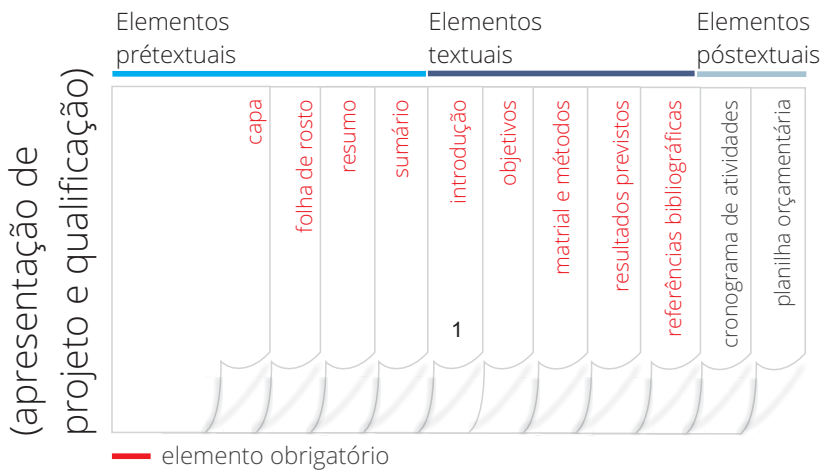 Elementos
prétextuais
Elementos
textuais
Elementos
póstextuais
(apresentação de
projeto e qualificação)
capa
folha de rosto
resumo
sumário
introdução
objetivos
matrial e métodos
resultados previstos
referências bibliográficas
cronograma de atividades
planilha orçamentária
1
elemento obrigatório